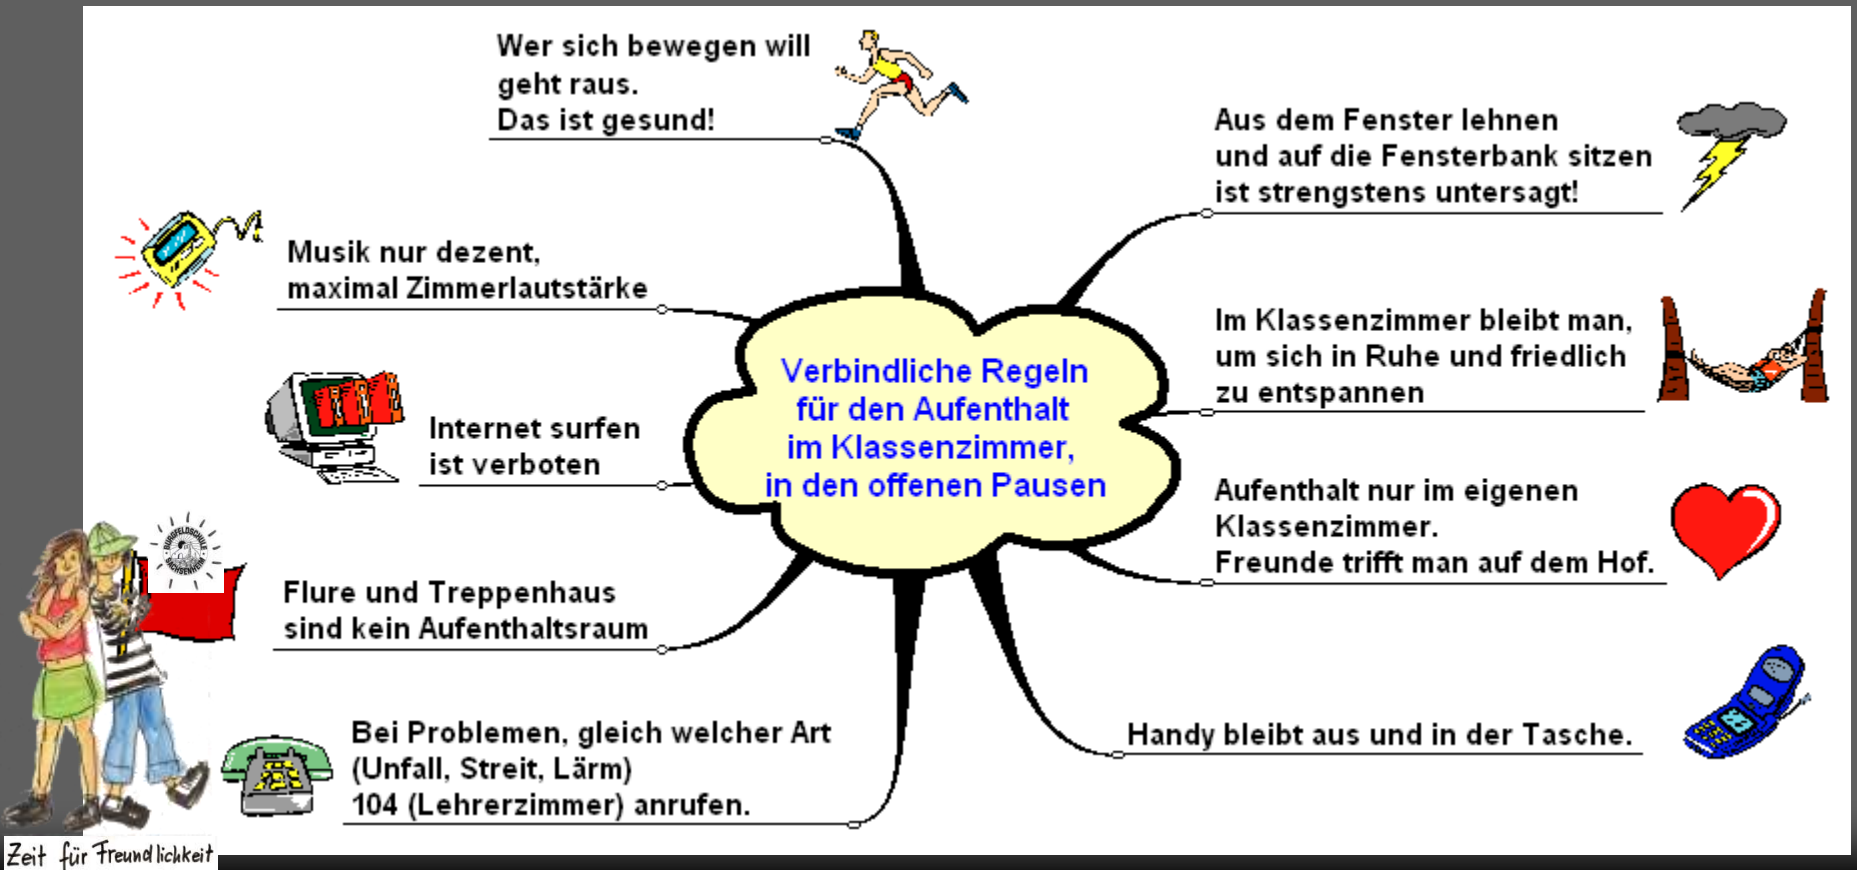 Wer sich bewegen will
geht raus.
Das ist gesund!
Aus dem Fenster lehnen
und auf die Fensterbank sitzen
ist strengstens untersagt!
Musik nur dezent,
maximal Zimmerlautstärke
Im Klassenzimmer bleibt man,
um sich in Ruhe und friedlich
zu entspannen
Verbindliche Regeln
für den Aufenthalt
im Klassenzimmer,
in den offenen Pausen
Internet surfen
ist verboten
Aufenthalt nur im eigenen
Klassenzimmer.
Freunde trifft man auf dem Hof.
BURGFELDSCHULE
SACHSENHEIM
Flure und Treppenhaus
sind kein Aufenthaltsraum
Handy bleibt aus und in der Tasche.
Bei Problemen, gleich welcher Art
(Unfall, Streit, Lärm)
104 (Lehrerzimmer) anrufen.
Zeit für Freundlichkeit